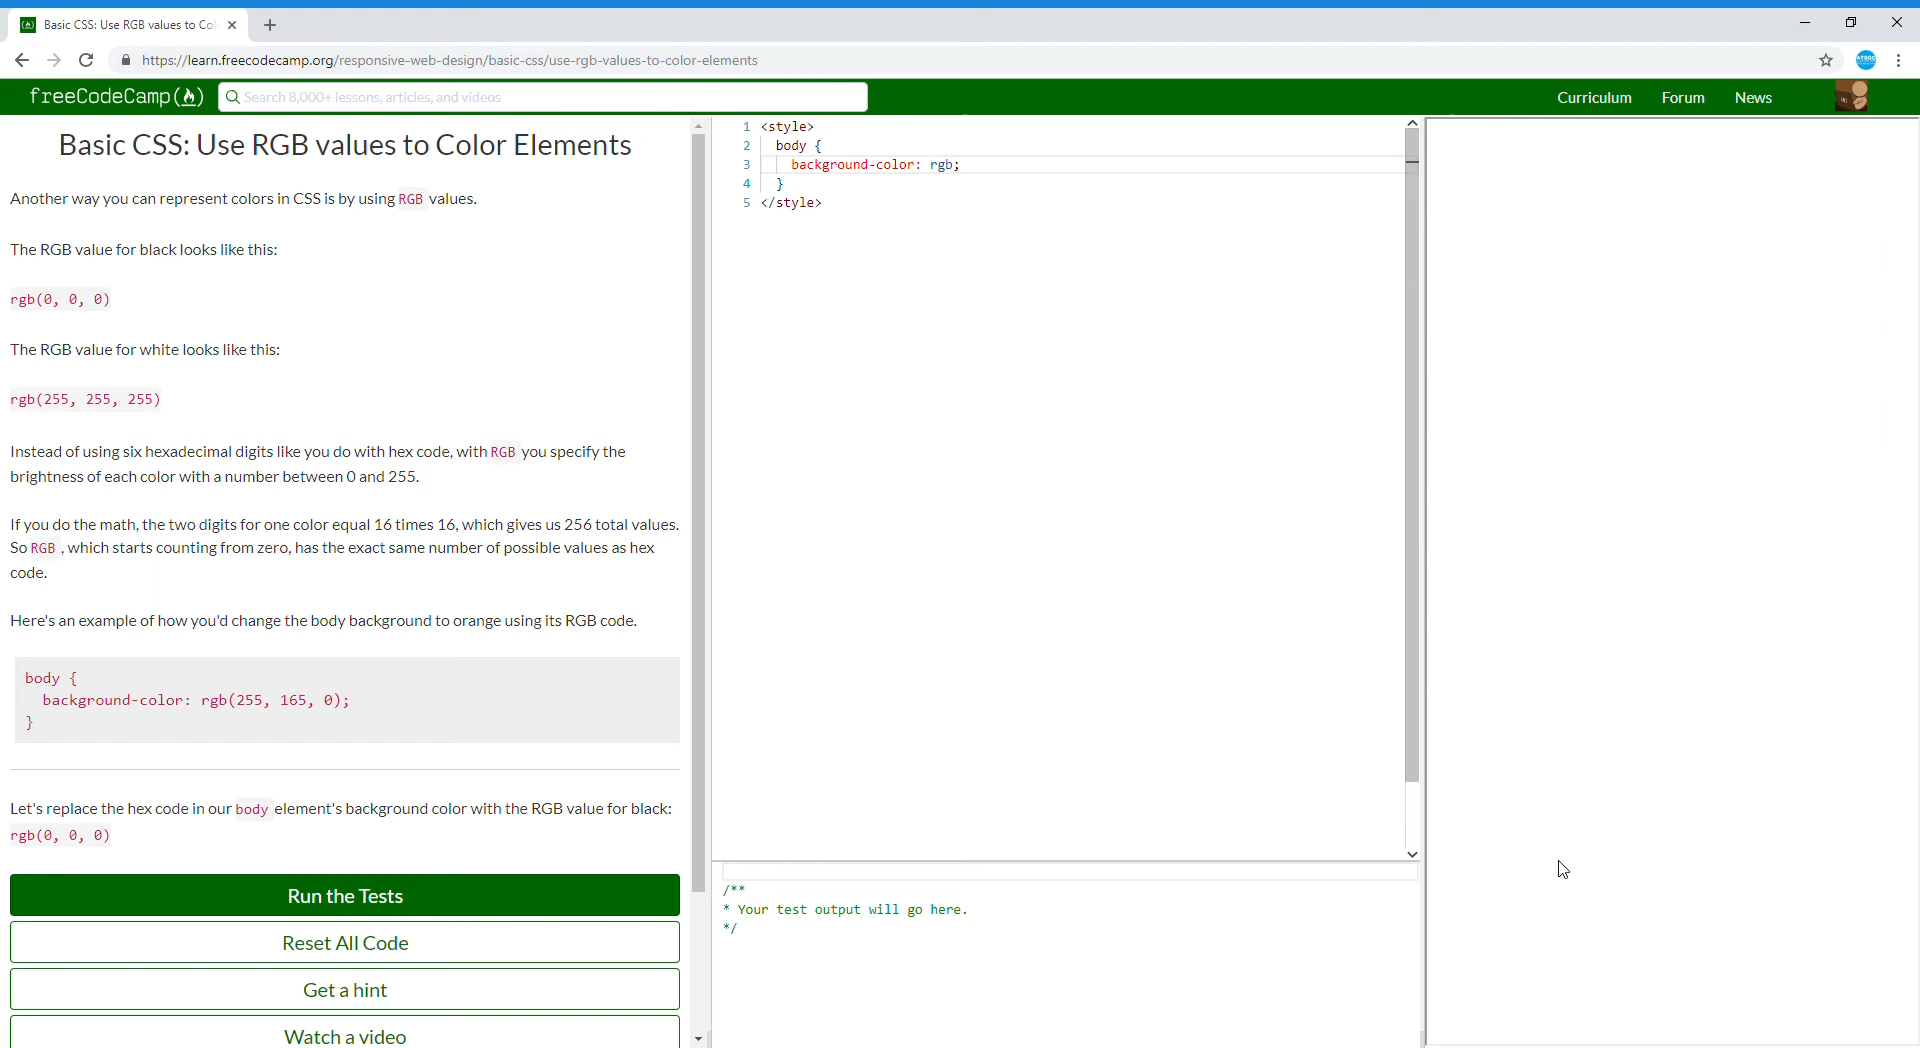 Basic CSS: Use RGB values to Col
https://learn.freecodecamp.org/responsive-web-design/basic-css/use-rgb-values-to-color-elements
freeCodeCamp
Search 8,000+ lessons, articles, and videos
Curriculum Forum News
Basic CSS: Use RGB values to Color Elements
Another way you can represent colors in CSS is by using RGB values.
The RGB value for black looks like this:
rgb(0, 0, 0)
The RGB value for white looks like this:
rgb(255, 255, 255)
Instead of using six hexadecimal digits like you do with hex code, with RGB you specify the
brightness of each color with a number between 0 and 255.
If you do the math, the two digits for one color equal 16 times 16, which gives us 256 total values.
So RGB , which starts counting from zero, has the exact same number of possible values as hex
code.
Here's an example of how you'd change the body background to orange using its RGB code.
body {
background-color: rgb(255, 165, 0);
}
Let's replace the hex code in our body element's background color with the RGB value for black:
rgb(0, 0, 0)
Run the Tests
Reset All Code
Get a hint
Watch a video
1 <style>
2 body {
3 background-color: rgb;
4 }
5 </style>
/**
* Your test output will go here.
*/